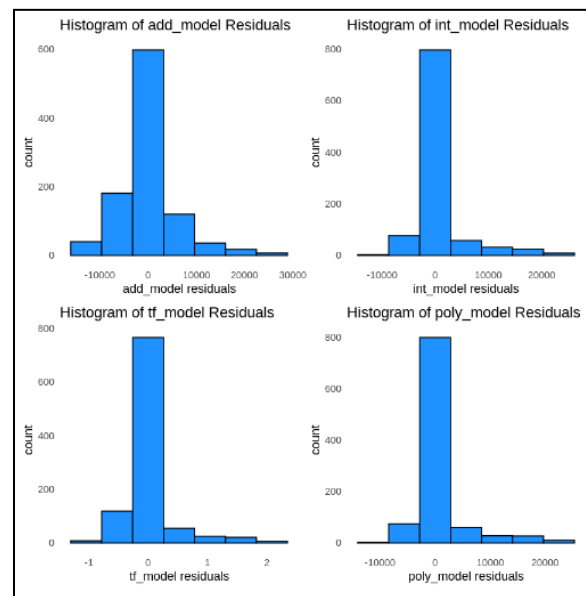 Histogram of add_model Residuals
600
400
200
0
count
-10000 0 10000 20000 30000
add_model residuals
Histogram of int_model Residuals
800
600
400
200
0
count
-10000 0 10000 20000
int_model residuals
Histogram of tf_model Residuals
800
600
400
200
0
count
-1 0 1 2
tf_model residuals
Histogram of poly_model Residuals
800
600
400
200
0
count
-10000 0 10000 20000
poly_model residuals